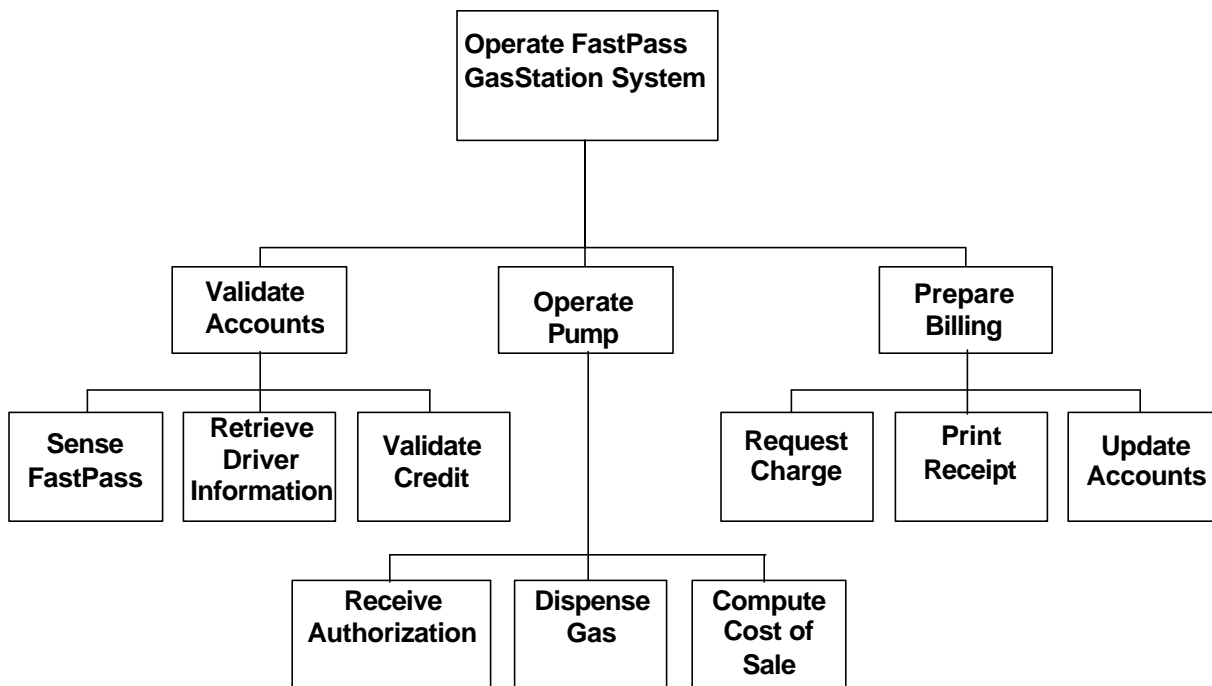 Operate FastPass
GasStation System
Validate
Accounts
Operate
Pump
Prepare
Billing
Sense
FastPass
Retrieve
Driver
Information
Validate
Credit
Request
Charge
Print
Receipt
Update
Accounts
Receive
Authorization
Dispense
Gas
Compute
Cost of
Sale